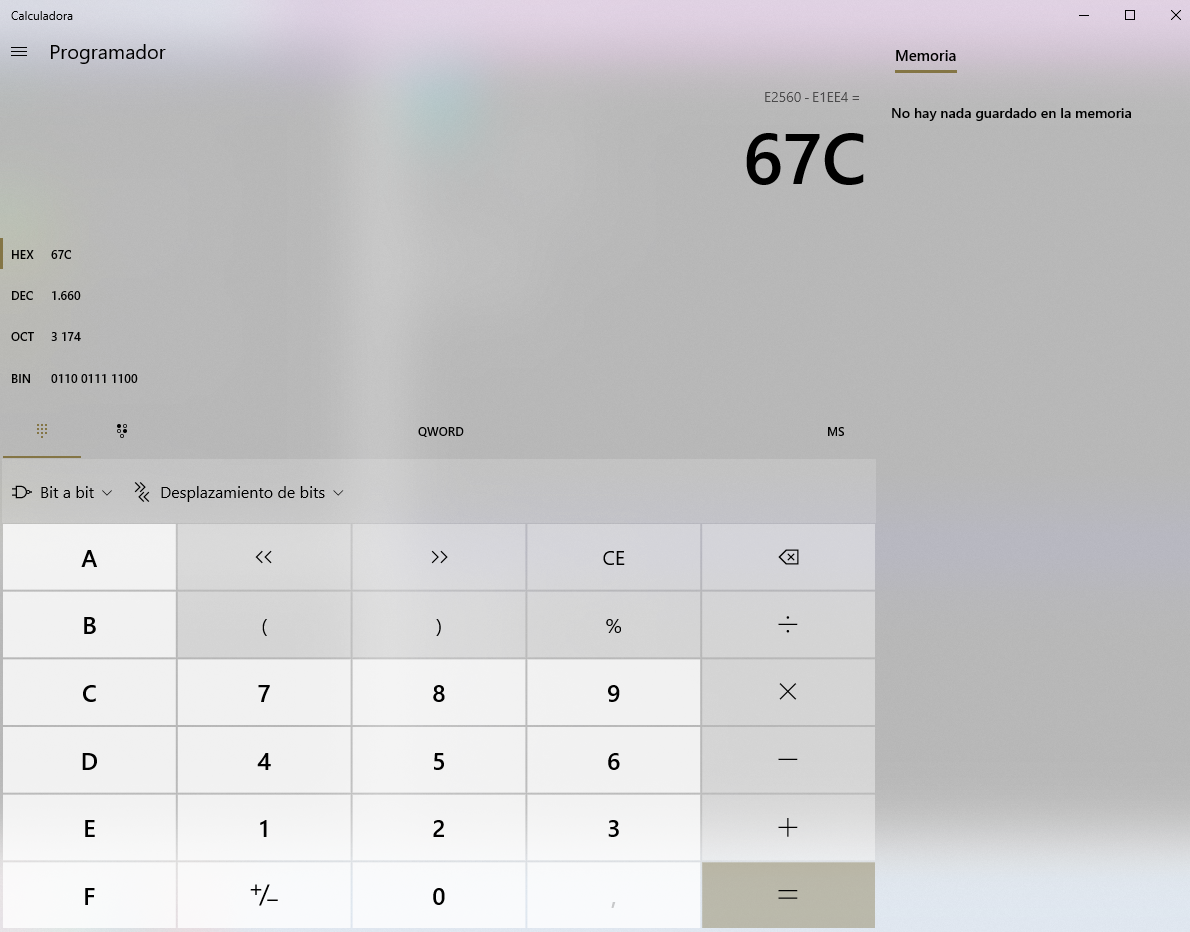 Calculadora
Programador
Memoria
E2560 - E1EE4 =
No hay nada guardado en la memoria
67C
HEX 67C
DEC 1.660
OCT 3 174
BIN 0110 0111 1100
QWORD MS
Bit a bit Desplazamiento de bits
A << >> CE
B ( ) % ÷
C 7 8 9 ×
D 4 5 6 −
E 1 2 3 +
F +/− 0 , =